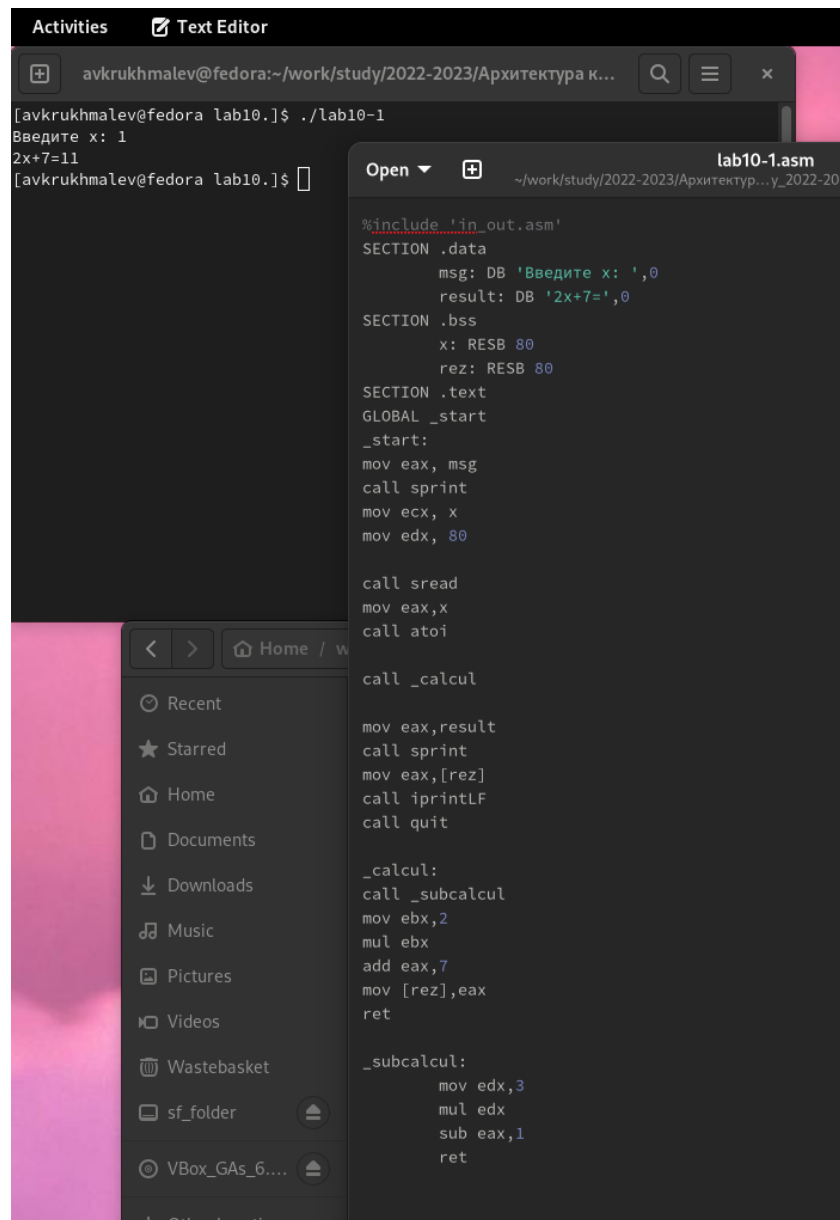 Activities Text Editor
avkrukhmalev@fedora:~/work/study/2022-2023/Архитектура к...
[avkrukhmalev@fedora lab10.]$ ./lab10-1
Введите x: 1
2x+7=11
[avkrukhmalev@fedora lab10.]$
Open
lab10-1.asm
~/work/study/2022-2023/Архитектур…y_2022-20
%include 'in_out.asm'
SECTION .data
msg: DB 'Введите x: ',0
result: DB '2x+7=',0
SECTION .bss
x: RESB 80
rez: RESB 80
SECTION .text
GLOBAL _start
_start:
mov eax, msg
call sprint
mov ecx, x
mov edx, 80
call sread
mov eax,x
call atoi
call _calcul
mov eax,result
call sprint
mov eax,[rez]
call iprintLF
call quit
_calcul:
call _subcalcul
mov ebx,2
mul ebx
add eax,7
mov [rez],eax
ret
_subcalcul:
mov edx,3
mul edx
sub eax,1
ret
Home / w
Recent
Starred
Home
Documents
Downloads
Music
Pictures
Videos
Wastebasket
sf_folder
VBox_GAs_6....